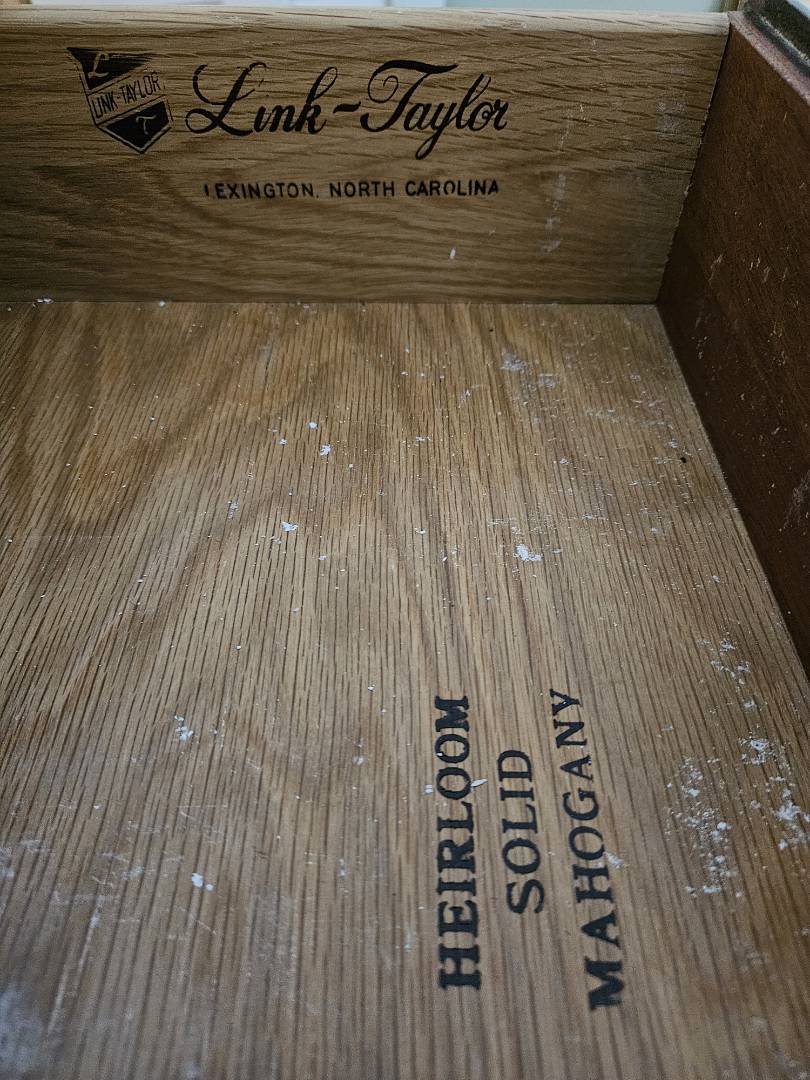 L
LINK-TAYLOR
T
Link-Taylor
LEXINGTON, NORTH CAROLINA
HEIRLOOM
SOLID
MAHOGANY